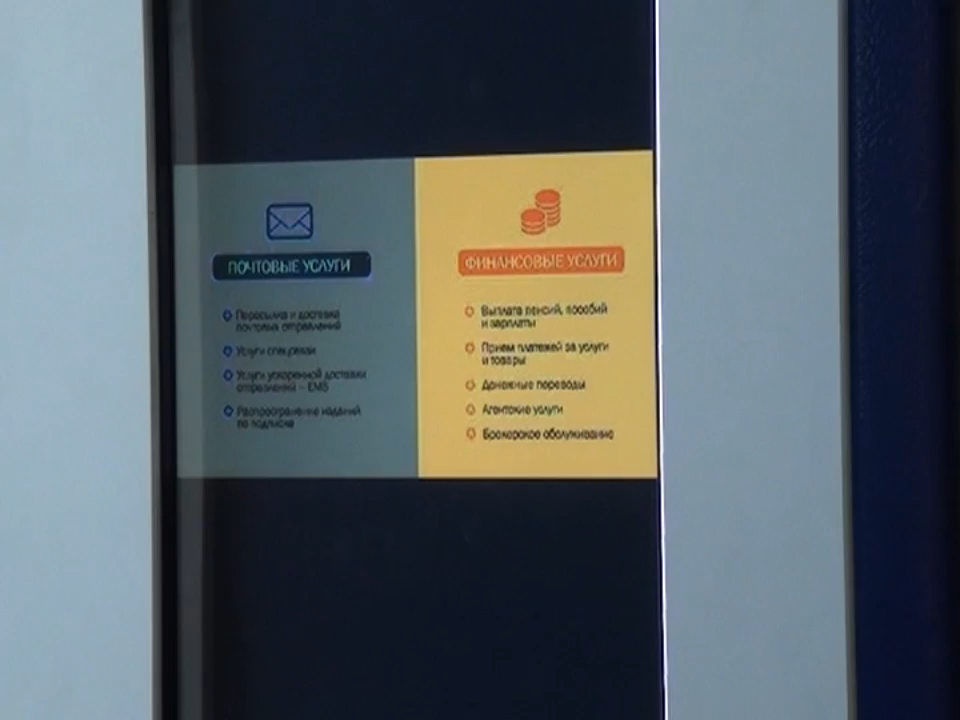 ПОЧТОВЫЕ УСЛУГИ
Пересылка и доставка
почтовых отправлений
Услуги спецсвязи
Услуги ускоренной доставки
отправлений – EMS
Распространение изданий
по подписке
ФИНАНСОВЫЕ УСЛУГИ
Выплата пенсий, пособий
и зарплаты
Прием платежей за услуги
и товары
Денежные переводы
Агентские услуги
Брокерское обслуживание